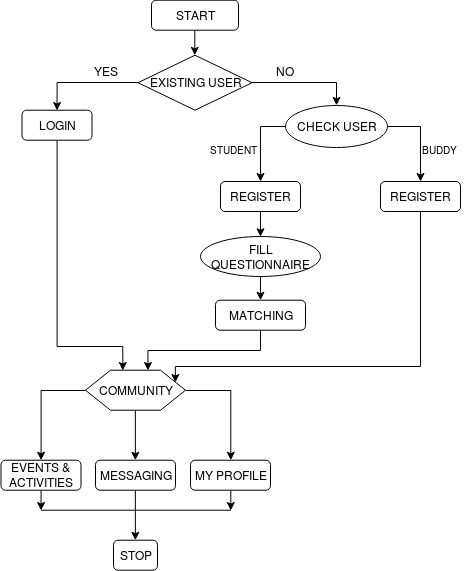 START
YES
NO
EXISTING USER
LOGIN
CHECK USER
STUDENT
BUDDY
REGISTER
REGISTER
FILL
QUESTIONNAIRE
MATCHING
COMMUNITY
EVENTS &
ACTIVITIES
MESSAGING
MY PROFILE
STOP